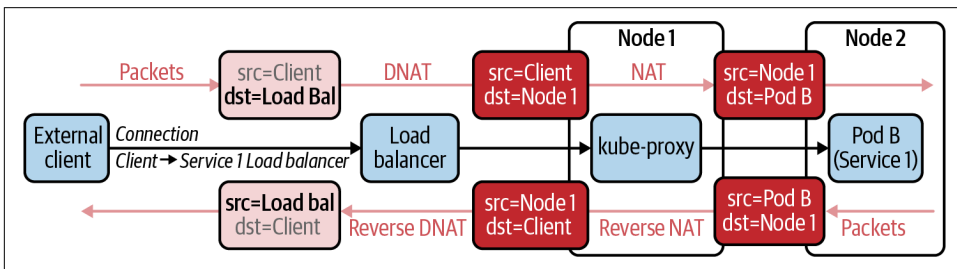 Node 1
Node 2
Packets
src=Client
dst=Load Bal
DNAT
src=Client
dst=Node 1
NAT
src=Node 1
dst=Pod B
External
client
Connection
Client→Service 1 Load balancer
Load
balancer
kube-proxy
Pod B
(Service 1)
src=Load bal
dst=Client
Reverse DNAT
src=Node 1
dst=Client
Reverse NAT
src=Pod B
dst=Node 1
Packets